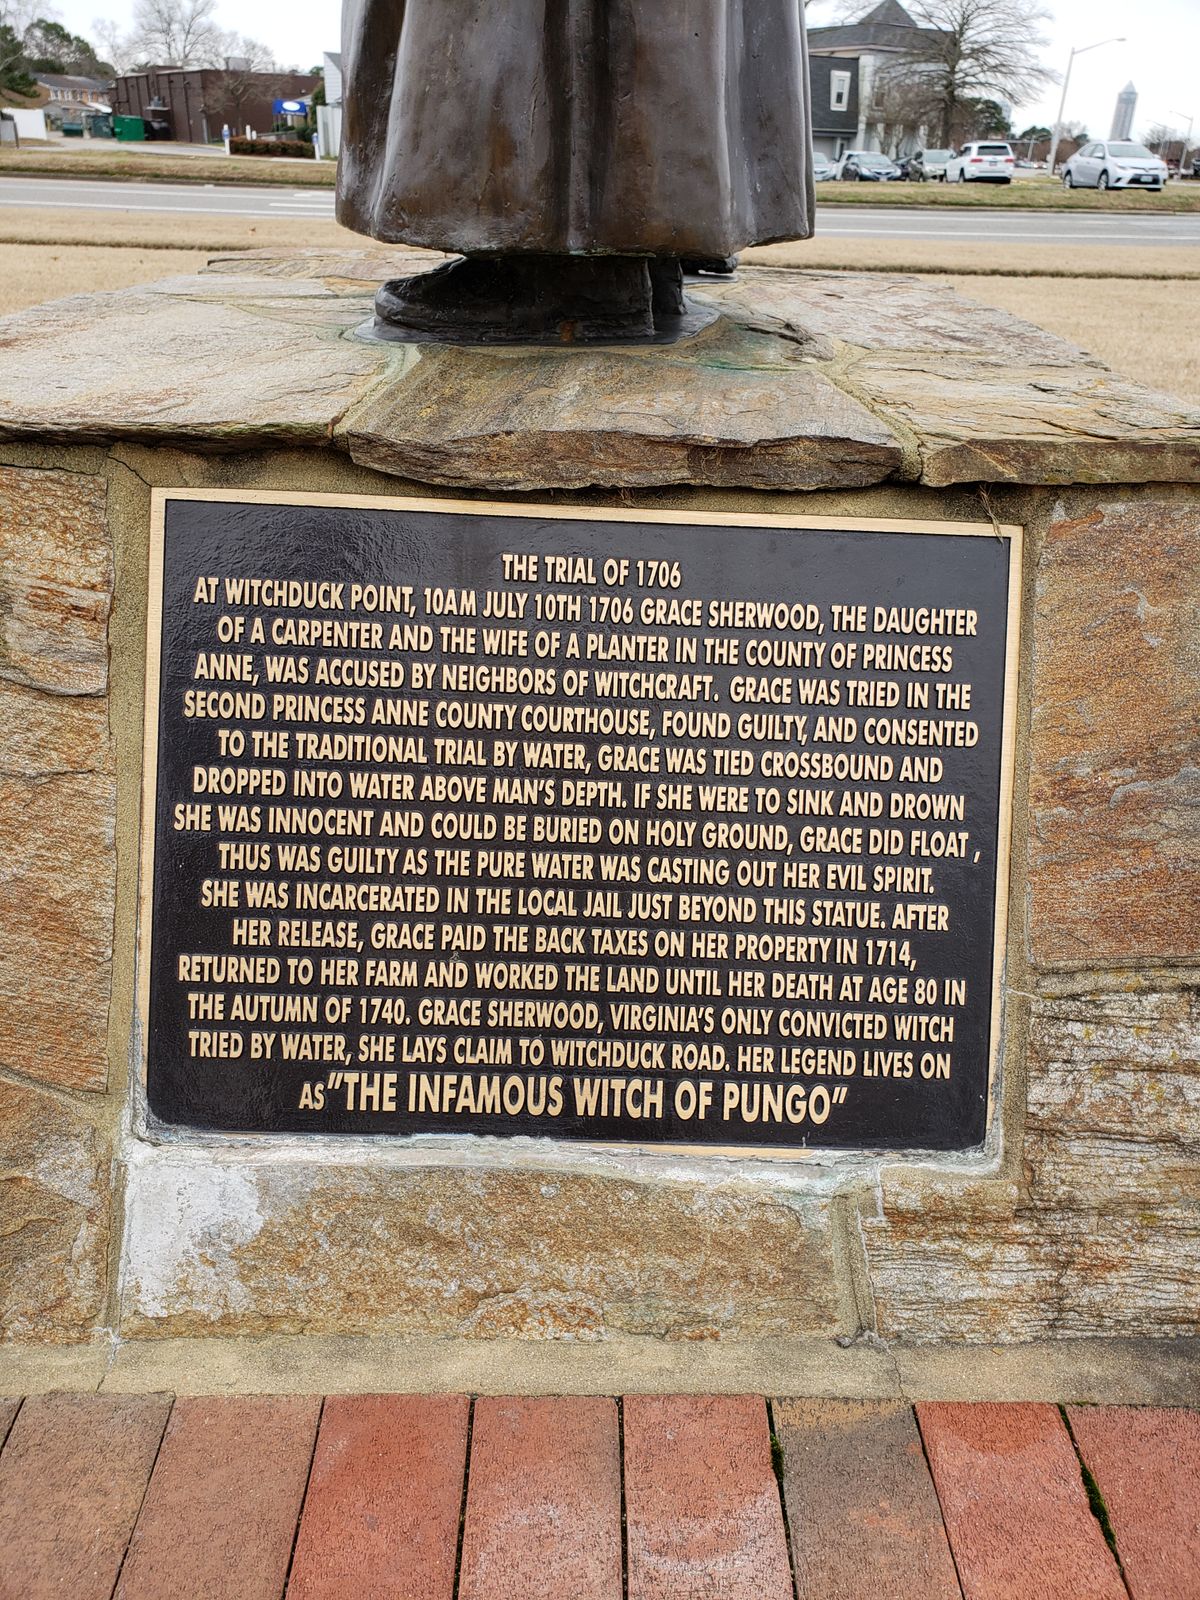 THE TRIAL OF 1706
AT WITCHDUCK POINT, 10AM JULY 10TH 1706 GRACE SHERWOOD, THE DAUGHTER
OF A CARPENTER AND THE WIFE OF A PLANTER IN THE COUNTY OF PRINCESS
ANNE, WAS ACCUSED BY NEIGHBORS OF WITCHCRAFT. GRACE WAS TRIED IN THE
SECOND PRINCESS ANNE COUNTY COURTHOUSE, FOUND GUILTY, AND CONSENTED
TO THE TRADITIONAL TRIAL BY WATER, GRACE WAS TIED CROSSBOUND AND
DROPPED INTO WATER ABOVE MAN'S DEPTH. IF SHE WERE TO SINK AND DROWN
SHE WAS INNOCENT AND COULD BE BURIED ON HOLY GROUND, GRACE DID FLOAT ,
THUS WAS GUILTY AS THE PURE WATER WAS CASTING OUT HER EVIL SPIRIT.
SHE WAS INCARCERATED IN THE LOCAL JAIL JUST BEYOND THIS STATUE. AFTER
HER RELEASE, GRACE PAID THE BACK TAXES ON HER PROPERTY IN 1714,
RETURNED TO HER FARM AND WORKED THE LAND UNTIL HER DEATH AT AGE 80 IN
THE AUTUMN OF 1740. GRACE SHERWOOD, VIRGINIA'S ONLY CONVICTED WITCH
TRIED BY WATER, SHE LAYS CLAIM TO WITCHDUCK ROAD. HER LEGEND LIVES ON
AS "THE INFAMOUS WITCH OF PUNGO"